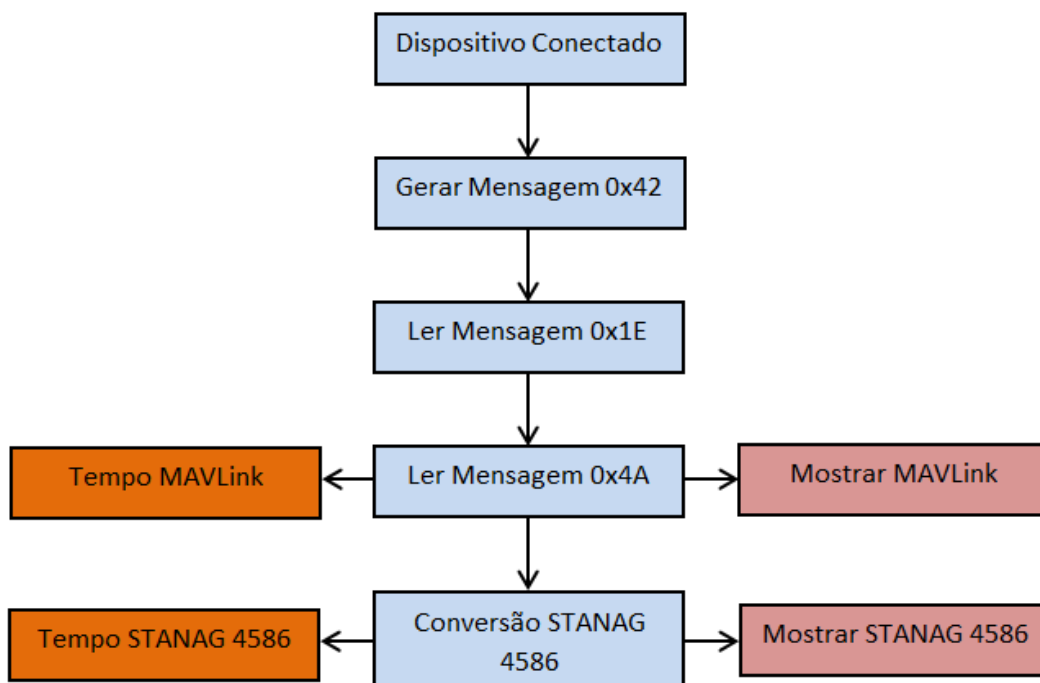 Dispositivo Conectado
Gerar Mensagem 0x42
Ler Mensagem 0x1E
Tempo MAVLink
Ler Mensagem 0x4A
Mostrar MAVLink
Tempo STANAG 4586
Conversão STANAG
4586
Mostrar STANAG 4586